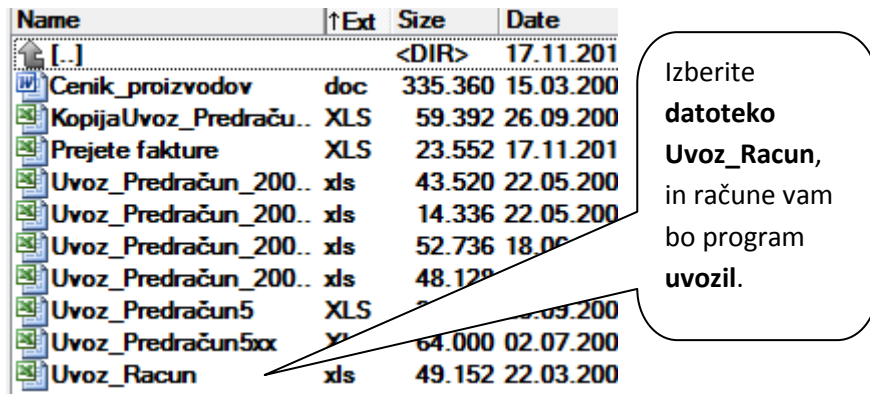 Name ↑Ext Size Date
[..] <DIR> 17.11.201
Cenik_proizvodov doc 335.360 15.03.200
KopijaUvoz_Predraču.. XLS 59.392 26.09.200
Prejete fakture XLS 23.552 17.11.201
Uvoz_Predračun_200.. xls 43.520 22.05.200
Uvoz_Predračun_200.. xls 14.336 22.05.200
Uvoz_Predračun_200.. xls 52.736
Uvoz_Predračun_200.. xls
Uvoz_Predračun5 XLS
Uvoz_Predračun5xx 64.000 02.07.200
Uvoz_Racun xls 49.152 22.03.200
Izberite
datoteko
Uvoz_Racun,
in račune vam
bo program
uvozil.